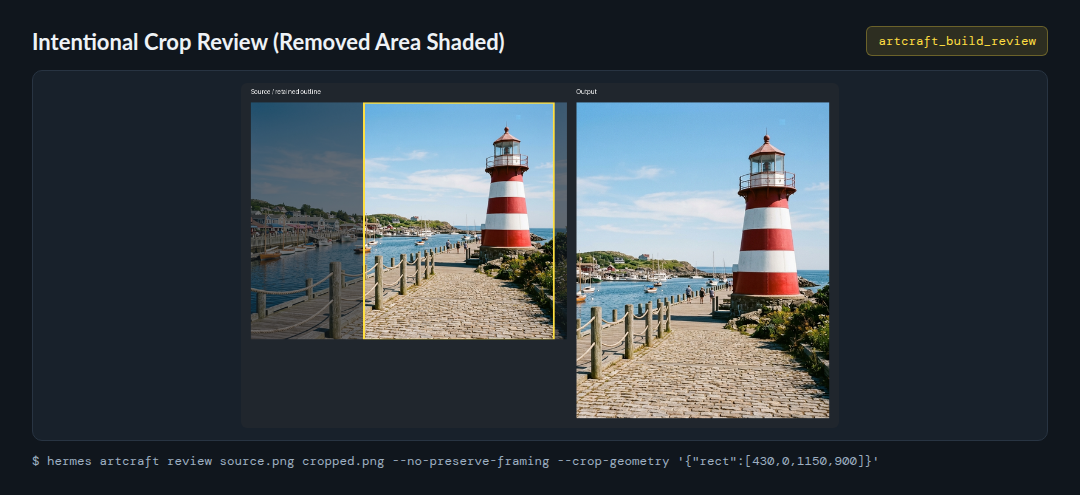 Intentional Crop Review (Removed Area Shaded)
artcraft_build_review
Source / retained outline
Output
$ hermes artcraft review source.png cropped.png --no-preserve-framing --crop-geometry '{"rect":[430,0,1150,900]}'